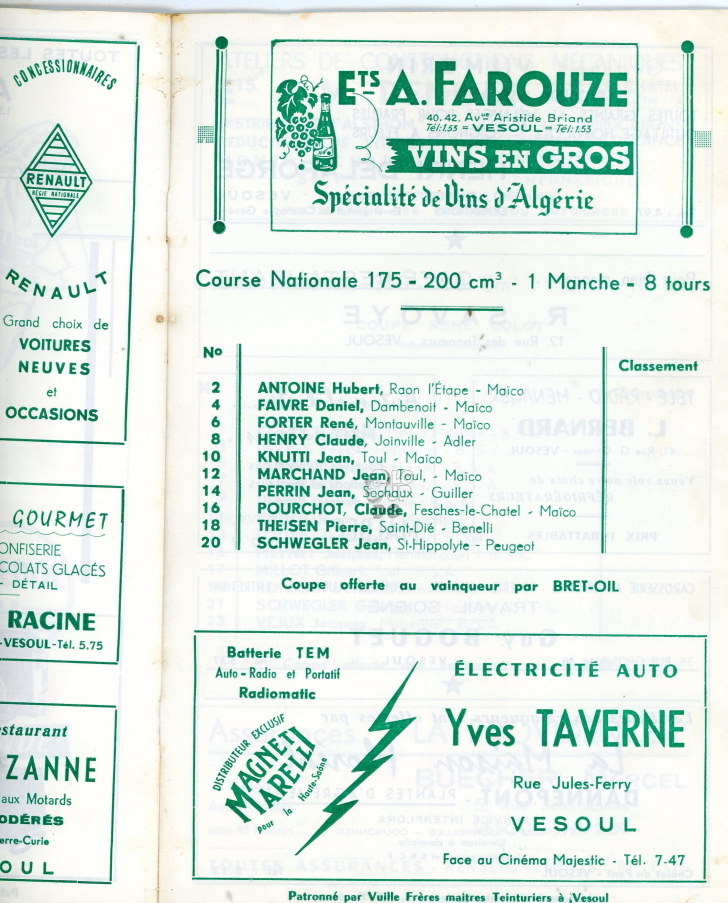 CONCESSIONNAIRES
RENAULT
RÉGIE NATIONALE
RENAULT
Grand choix de
VOITURES
NEUVES
et
OCCASIONS
GOURMET
ONFISERIE
COLATS GLACÉS
- DÉTAIL
RACINE
-VESOUL-Tél. 5.75
estaurant
ZANNE
aux Motards
ODÉRÉS
erre-Curie
OUL
ETS A. FAROUZE
40.42, Ave Aristide Briand
Tél: 1.53 = VESOUL = Tél: 1.53
VINS EN GROS
Spécialité de Vins d'Algérie
Course Nationale 175 - 200 cm³ - 1 Manche - 8 tours
No
Classement
2 ANTOINE Hubert, Raon l'Étape - Maïco
4 FAIVRE Daniel, Dambenoit - Maïco
6 FORTER René, Montauville - Maïco
8 HENRY Claude, Joinville - Adler
10 KNUTTI Jean, Toul - Maïco
12 MARCHAND Jean, Toul, - Maïco
14 PERRIN Jean, Sochaux - Guiller
16 POURCHOT, Claude, Fesches-le-Chatel - Maïco
18 THEISEN Pierre, Saint-Dié - Benelli
20 SCHWEGLER Jean, St-Hippolyte - Peugeot
Coupe offerte au vainqueur par BRET-OIL
Batterie TEM
Auto-Radio et Portatif
Radiomatic
DISTRIBUTEUR EXCLUSIF
MAGNETI
MARELLI
pour la Haute-Saône
ÉLECTRICITÉ AUTO
Yves TAVERNE
Rue Jules-Ferry
VESOUL
Face au Cinéma Majestic - Tél. 7-47
Patronné par Vuille Frères maîtres Teinturiers à Vesoul